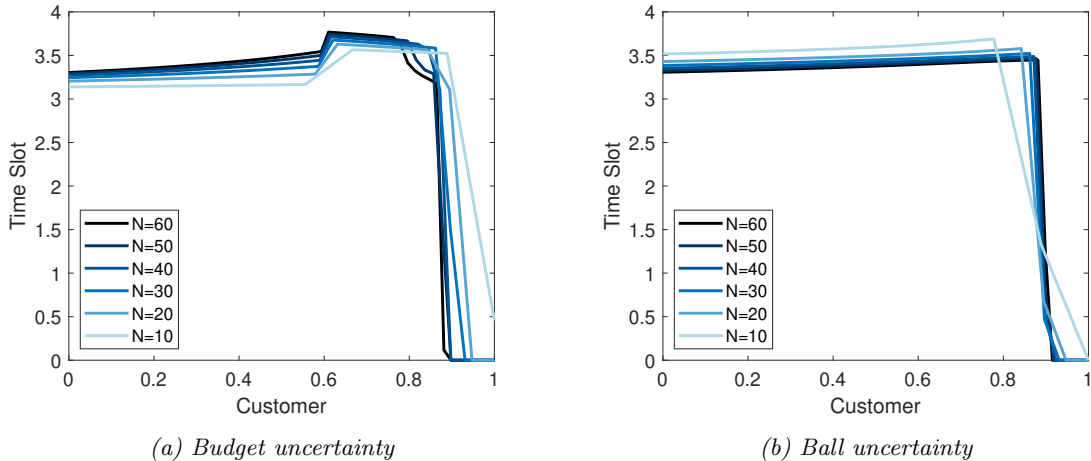 4
3.5
3
2.5
2
1.5
1
0.5
0
Time Slot
N=60
N=50
N=40
N=30
N=20
N=10
0 0.2 0.4 0.6 0.8 1
Customer
(a) Budget uncertainty
4
3.5
3
2.5
2
1.5
1
0.5
0
Time Slot
N=60
N=50
N=40
N=30
N=20
N=10
0 0.2 0.4 0.6 0.8 1
Customer
(b) Ball uncertainty